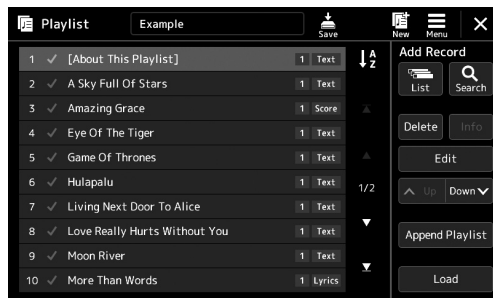 Playlist Example Save New Menu
1 [About This Playlist] 1 Text
2 A Sky Full Of Stars 1 Text
3 Amazing Grace 1 Score
4 Eye Of The Tiger 1 Text
5 Game Of Thrones 1 Text
6 Hulapalu 1 Text
7 Living Next Door To Alice 1 Text
8 Love Really Hurts Without You 1 Text
9 Moon River 1 Text
10 More Than Words 1 Lyrics
A
Z
1/2
Add Record
List Search
Delete Info
Edit
Up Down
Append Playlist
Load